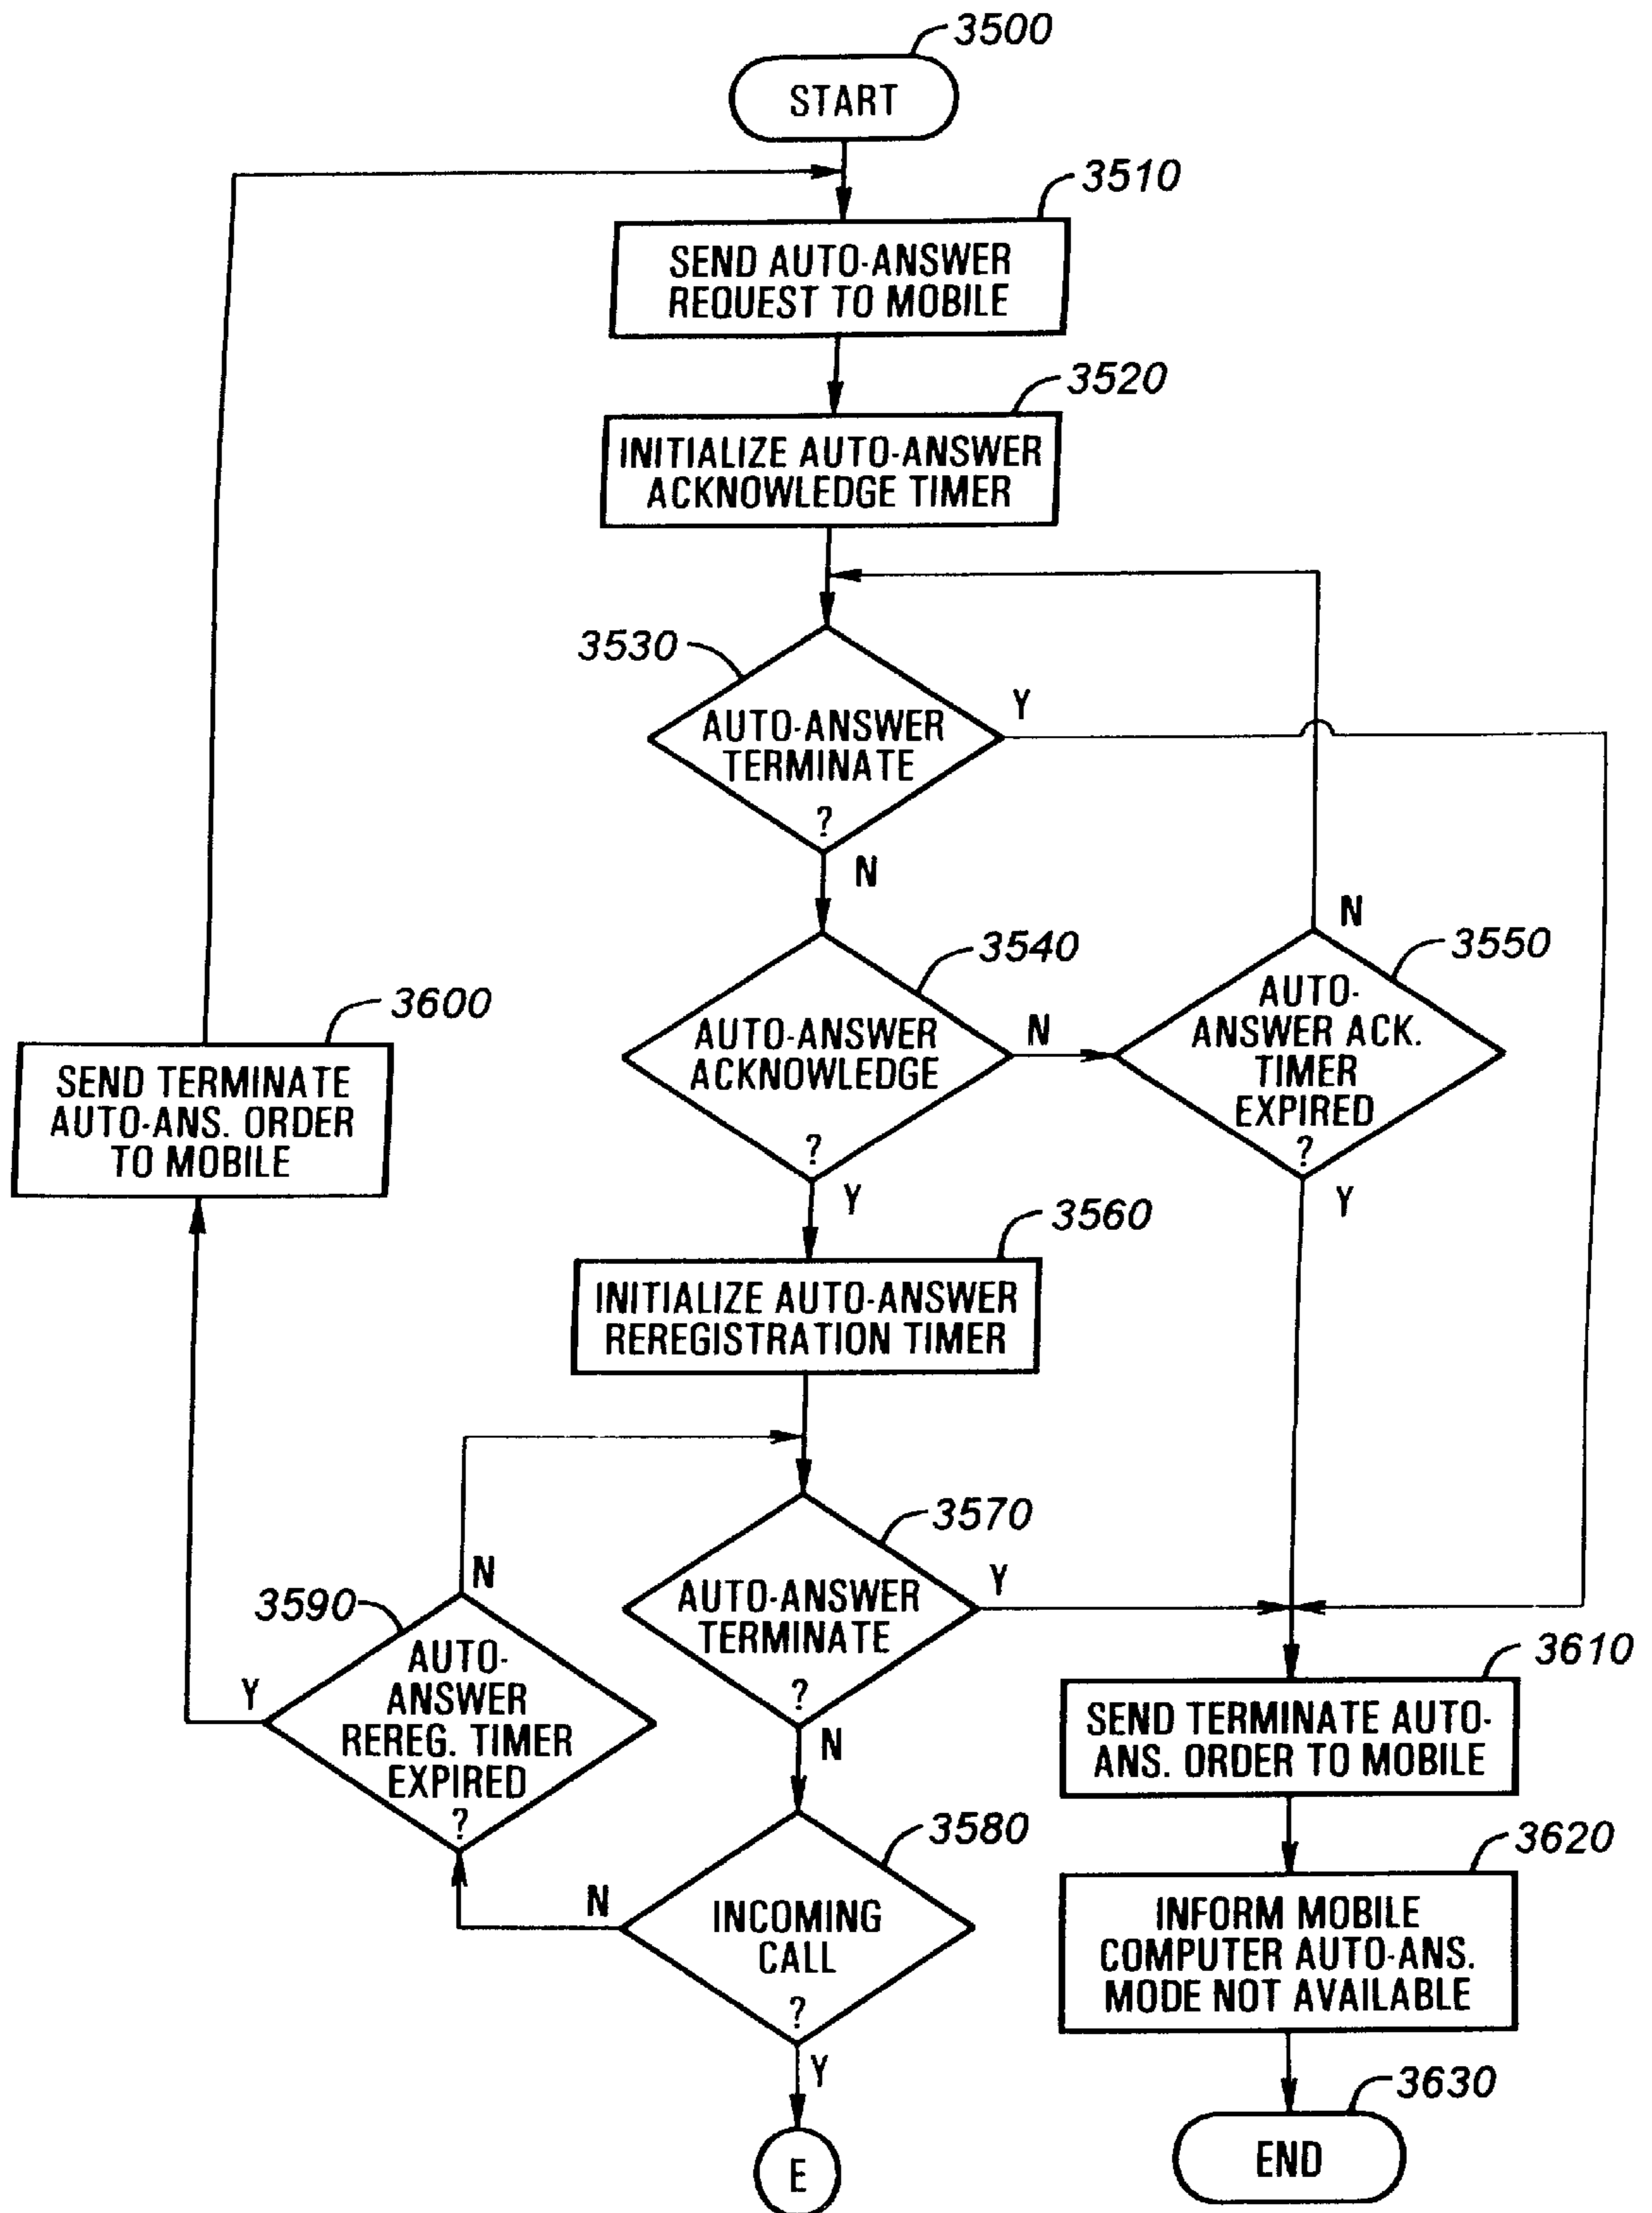 3500
START
3510
SEND AUTO-ANSWER
REQUEST TO MOBILE
3520
INITIALIZE AUTO-ANSWER
ACKNOWLEDGE TIMER
3530
AUTO-ANSWER
TERMINATE
?
Y
N
3540
AUTO-ANSWER
ACKNOWLEDGE
?
N
Y
3550
AUTO-
ANSWER ACK.
TIMER
EXPIRED
?
N
Y
3600
SEND TERMINATE
AUTO-ANS. ORDER
TO MOBILE
3560
INITIALIZE AUTO-ANSWER
REREGISTRATION TIMER
3570
AUTO-ANSWER
TERMINATE
?
Y
N
3590
AUTO-
ANSWER
REREG. TIMER
EXPIRED
?
N
Y
3580
INCOMING
CALL
?
N
Y
E
3610
SEND TERMINATE AUTO-
ANS. ORDER TO MOBILE
3620
INFORM MOBILE
COMPUTER AUTO-ANS.
MODE NOT AVAILABLE
3630
END